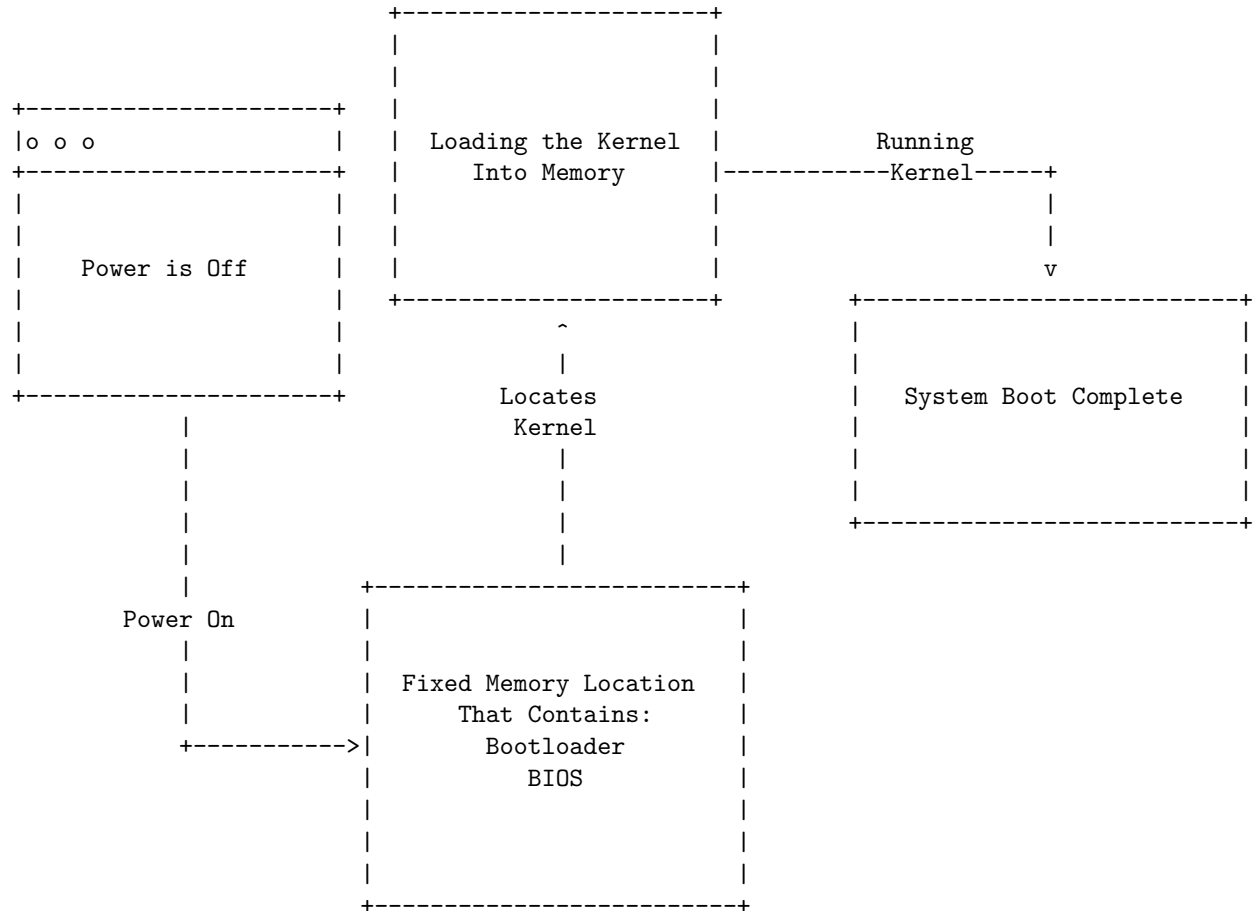 o o o
Power is Off
Power On
Fixed Memory Location
That Contains:
Bootloader
BIOS
Locates
Kernel
Loading the Kernel
Into Memory
Running
Kernel
System Boot Complete